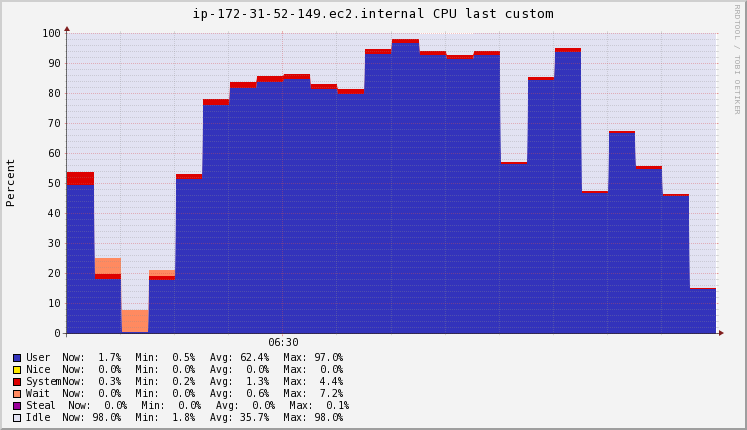 ip-172-31-52-149.ec2.internal CPU last custom
RRDTOOL / TOBI OETIKER
Percent
100
90
80
70
60
50
40
30
20
10
0
06:30
User Now: 1.7% Min: 0.5% Avg: 62.4% Max: 97.0%
Nice Now: 0.0% Min: 0.0% Avg: 0.0% Max: 0.0%
System Now: 0.3% Min: 0.2% Avg: 1.3% Max: 4.4%
Wait Now: 0.0% Min: 0.0% Avg: 0.6% Max: 7.2%
Steal Now: 0.0% Min: 0.0% Avg: 0.0% Max: 0.1%
Idle Now: 98.0% Min: 1.8% Avg: 35.7% Max: 98.0%